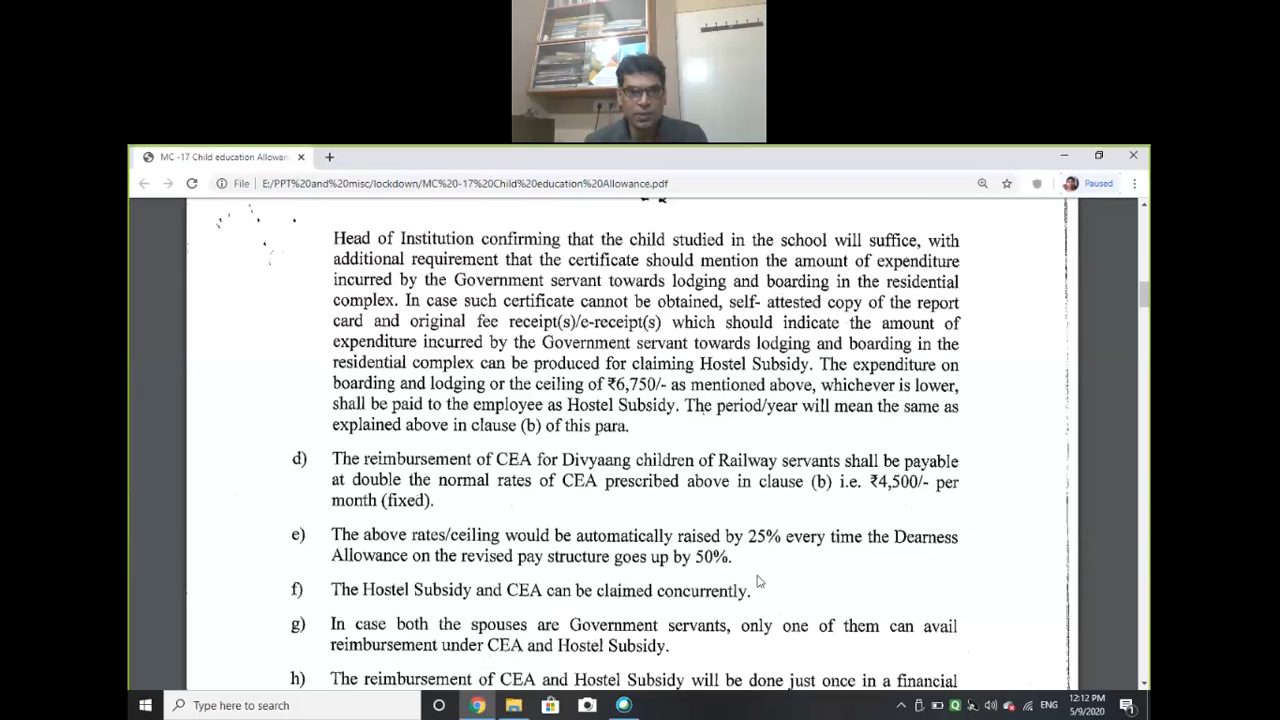 MC -17 Child education Allowan
File
E:/PPT%20and%20misc/lockdown/MC%20-17%20Child%20education%20Allowance.pdf
Paused
Head of Institution confirming that the child studied in the school will suffice, with
additional requirement that the certificate should mention the amount of expenditure
incurred by the Government servant towards lodging and boarding in the residential
complex. In case such certificate cannot be obtained, self- attested copy of the report
card and original fee receipt(s)/e-receipt(s) which should indicate the amount of
expenditure incurred by the Government servant towards lodging and boarding in the
residential complex can be produced for claiming Hostel Subsidy. The expenditure on
boarding and lodging or the ceiling of ₹6,750/- as mentioned above, whichever is lower,
shall be paid to the employee as Hostel Subsidy. The period/year will mean the same as
explained above in clause (b) of this para.
d) The reimbursement of CEA for Divyaang children of Railway servants shall be payable
at double the normal rates of CEA prescribed above in clause (b) i.e. ₹4,500/- per
month (fixed).
e) The above rates/ceiling would be automatically raised by 25% every time the Dearness
Allowance on the revised pay structure goes up by 50%.
f) The Hostel Subsidy and CEA can be claimed concurrently.
g) In case both the spouses are Government servants, only one of them can avail
reimbursement under CEA and Hostel Subsidy.
h) The reimbursement of CEA and Hostel Subsidy will be done just once in a financial
Type here to search
ENG
12:12 PM
5/9/2020